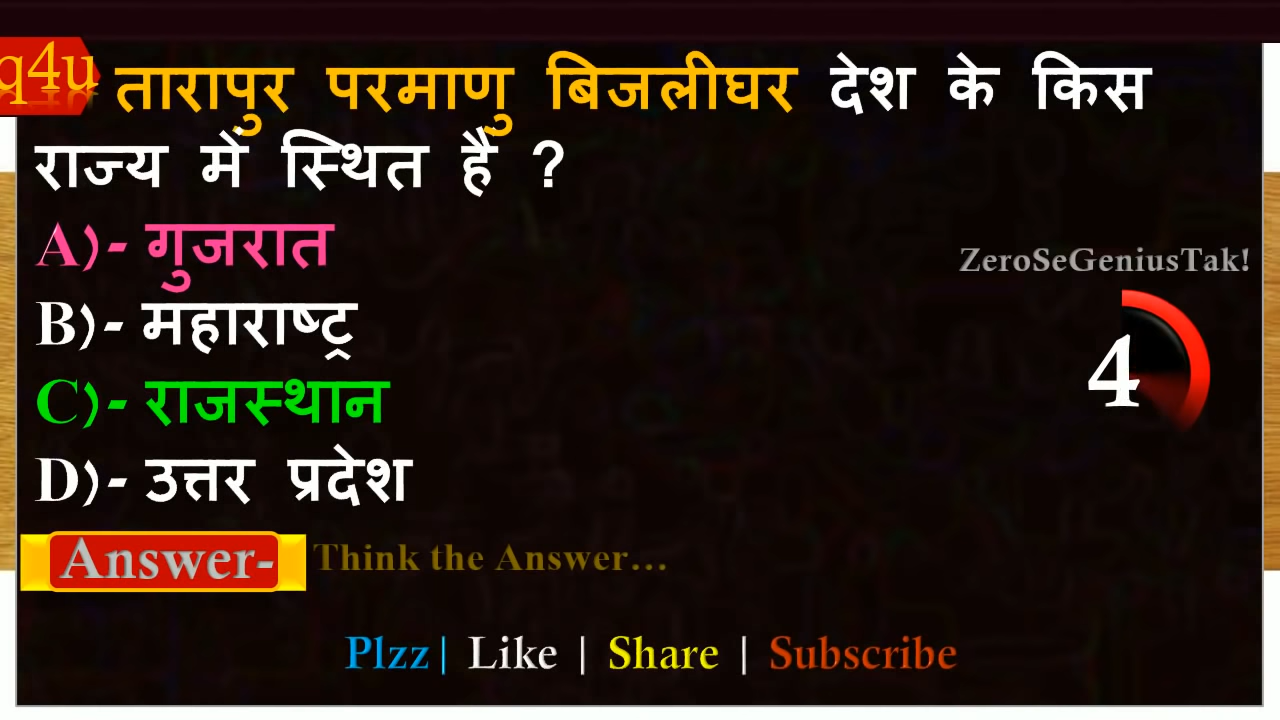 q4u
तारापुर परमाणु बिजलीघर देश के किस
राज्य में स्थित है ?
A)- गुजरात
B)- महाराष्ट्र
C)- राजस्थान
D)- उत्तर प्रदेश
ZeroSeGeniusTak!
4
Answer- Think the Answer...
Plzz| Like | Share | Subscribe